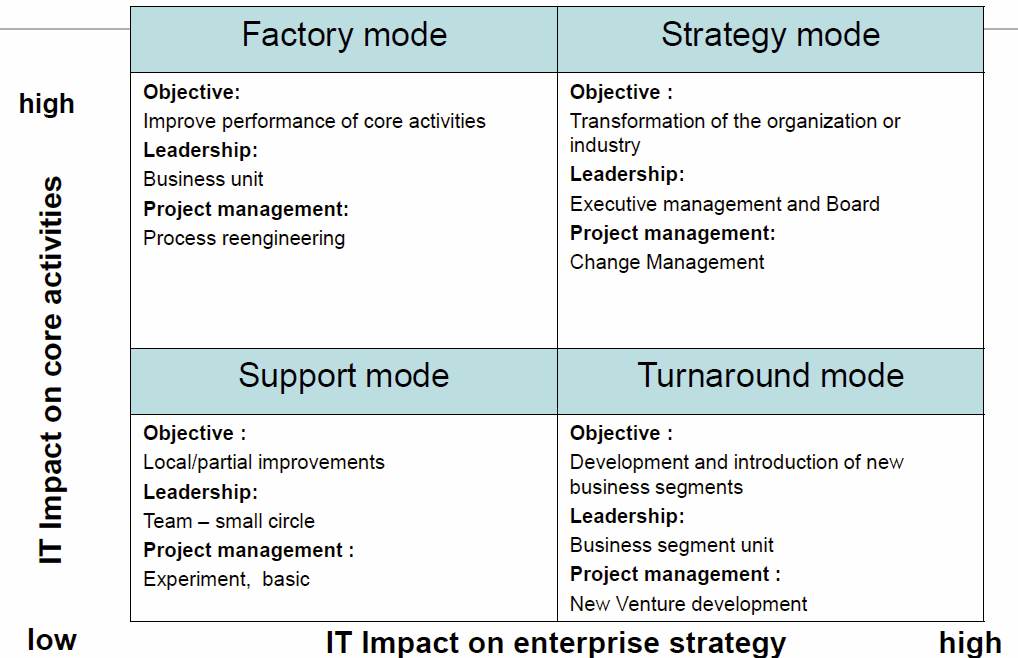 Factory mode
Strategy mode
high
Objective:
Improve performance of core activities
Leadership:
Business unit
Project management:
Process reengineering
Objective :
Transformation of the organization or
industry
Leadership:
Executive management and Board
Project management:
Change Management
IT Impact on core activities
Support mode
Turnaround mode
Objective :
Local/partial improvements
Leadership:
Team – small circle
Project management :
Experiment, basic
Objective :
Development and introduction of new
business segments
Leadership:
Business segment unit
Project management :
New Venture development
low
IT Impact on enterprise strategy
high